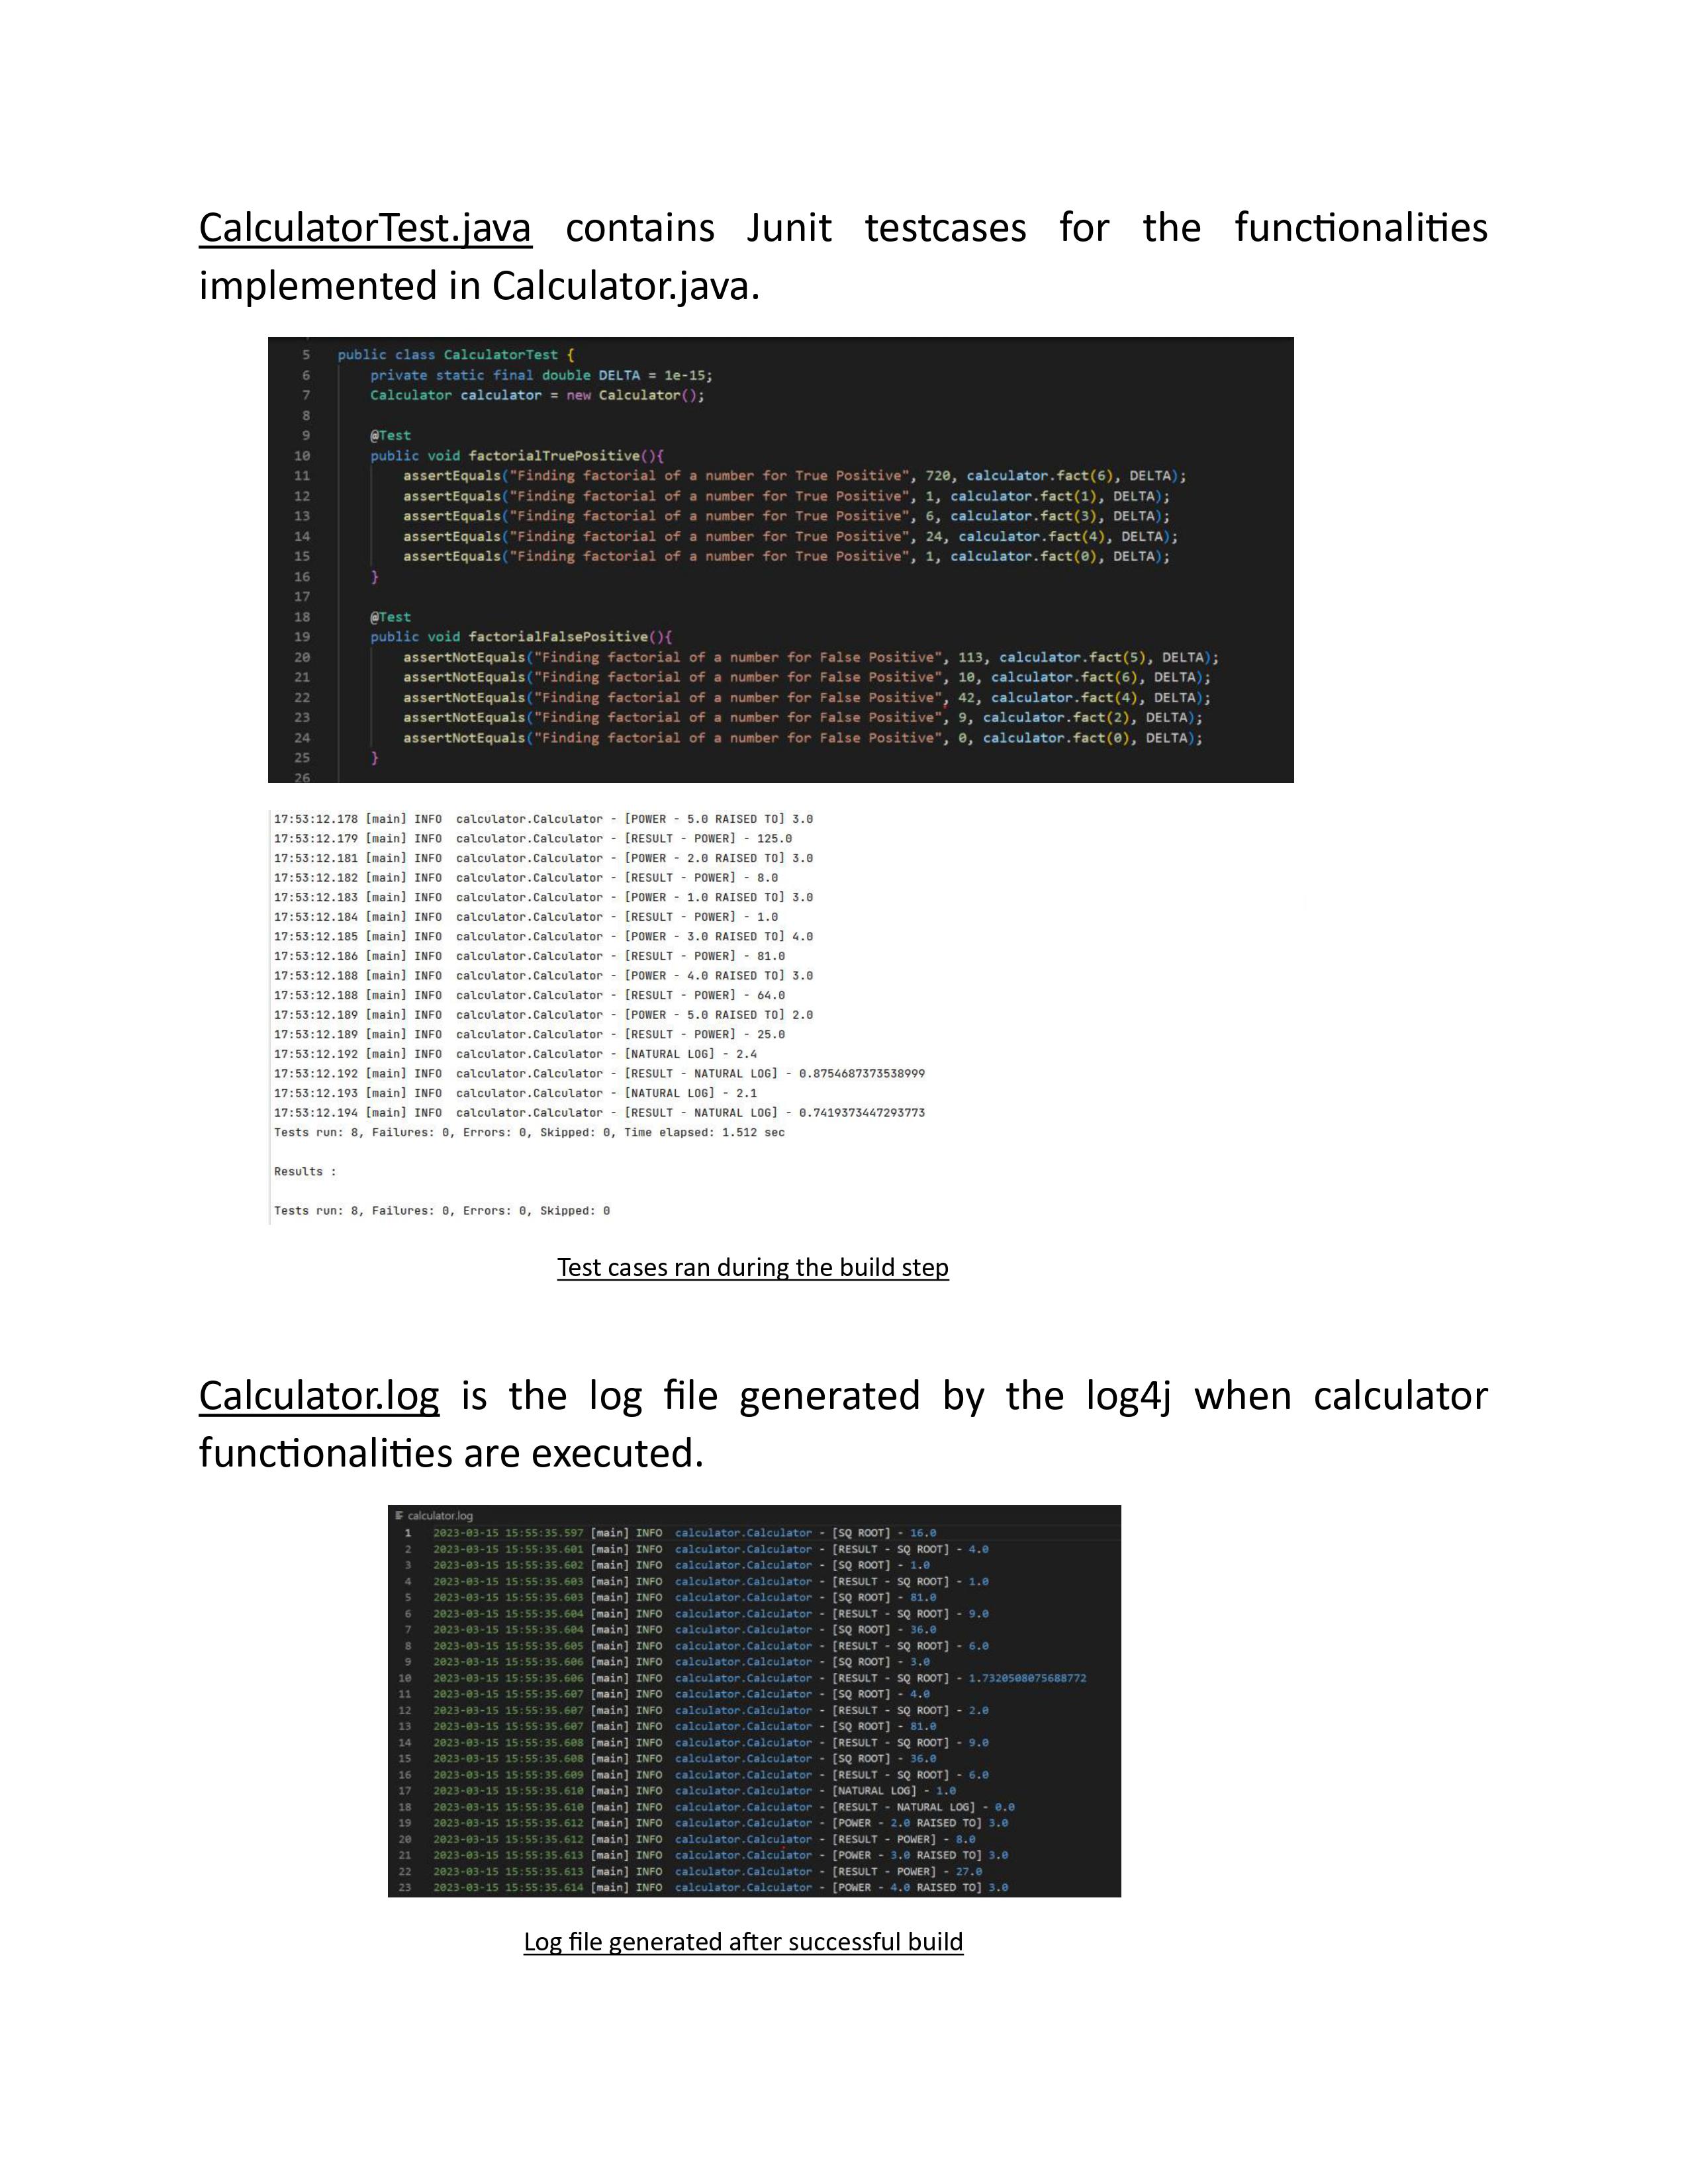 CalculatorTest.java contains Junit testcases for the functionalities
implemented in Calculator.java.
5 public class CalculatorTest {
6 private static final double DELTA = 1e-15;
7 Calculator calculator = new Calculator();
8
9 @Test
10 public void factorialTruePositive(){
11 assertEquals("Finding factorial of a number for True Positive", 720, calculator.fact(6), DELTA);
12 assertEquals("Finding factorial of a number for True Positive", 1, calculator.fact(1), DELTA);
13 assertEquals("Finding factorial of a number for True Positive", 6, calculator.fact(3), DELTA);
14 assertEquals("Finding factorial of a number for True Positive", 24, calculator.fact(4), DELTA);
15 assertEquals("Finding factorial of a number for True Positive", 1, calculator.fact(0), DELTA);
16 }
17
18 @Test
19 public void factorialFalsePositive(){
20 assertNotEquals("Finding factorial of a number for False Positive", 113, calculator.fact(5), DELTA);
21 assertNotEquals("Finding factorial of a number for False Positive", 10, calculator.fact(6), DELTA);
22 assertNotEquals("Finding factorial of a number for False Positive", 42, calculator.fact(4), DELTA);
23 assertNotEquals("Finding factorial of a number for False Positive", 9, calculator.fact(2), DELTA);
24 assertNotEquals("Finding factorial of a number for False Positive", 0, calculator.fact(0), DELTA);
25 }
26
17:53:12.178 [main] INFO calculator.Calculator - [POWER - 5.0 RAISED TO] 3.0
17:53:12.179 [main] INFO calculator.Calculator - [RESULT - POWER] - 125.0
17:53:12.181 [main] INFO calculator.Calculator - [POWER - 2.0 RAISED TO] 3.0
17:53:12.182 [main] INFO calculator.Calculator - [RESULT - POWER] - 8.0
17:53:12.183 [main] INFO calculator.Calculator - [POWER - 1.0 RAISED TO] 3.0
17:53:12.184 [main] INFO calculator.Calculator - [RESULT - POWER] - 1.0
17:53:12.185 [main] INFO calculator.Calculator - [POWER - 3.0 RAISED TO] 4.0
17:53:12.186 [main] INFO calculator.Calculator - [RESULT - POWER] - 81.0
17:53:12.188 [main] INFO calculator.Calculator - [POWER - 4.0 RAISED TO] 3.0
17:53:12.188 [main] INFO calculator.Calculator - [RESULT - POWER] - 64.0
17:53:12.189 [main] INFO calculator.Calculator - [POWER - 5.0 RAISED TO] 2.0
17:53:12.189 [main] INFO calculator.Calculator - [RESULT - POWER] - 25.0
17:53:12.192 [main] INFO calculator.Calculator - [NATURAL LOG] - 2.4
17:53:12.192 [main] INFO calculator.Calculator - [RESULT - NATURAL LOG] - 0.8754687373538999
17:53:12.193 [main] INFO calculator.Calculator - [NATURAL LOG] - 2.1
17:53:12.194 [main] INFO calculator.Calculator - [RESULT - NATURAL LOG] - 0.7419373447293773
Tests run: 8, Failures: 0, Errors: 0, Skipped: 0, Time elapsed: 1.512 sec
Results :
Tests run: 8, Failures: 0, Errors: 0, Skipped: 0
Test cases ran during the build step
Calculator.log is the log file generated by the log4j when calculator
functionalities are executed.
calculator.log
1 2023-03-15 15:55:35.597 [main] INFO calculator.Calculator - [SQ ROOT] - 16.0
2 2023-03-15 15:55:35.601 [main] INFO calculator.Calculator - [RESULT - SQ ROOT] - 4.0
3 2023-03-15 15:55:35.602 [main] INFO calculator.Calculator - [SQ ROOT] - 1.0
4 2023-03-15 15:55:35.603 [main] INFO calculator.Calculator - [RESULT - SQ ROOT] - 1.0
5 2023-03-15 15:55:35.603 [main] INFO calculator.Calculator - [SQ ROOT] - 81.0
6 2023-03-15 15:55:35.604 [main] INFO calculator.Calculator - [RESULT - SQ ROOT] - 9.0
7 2023-03-15 15:55:35.604 [main] INFO calculator.Calculator - [SQ ROOT] - 36.0
8 2023-03-15 15:55:35.605 [main] INFO calculator.Calculator - [RESULT - SQ ROOT] - 6.0
9 2023-03-15 15:55:35.606 [main] INFO calculator.Calculator - [SQ ROOT] - 3.0
10 2023-03-15 15:55:35.606 [main] INFO calculator.Calculator - [RESULT - SQ ROOT] - 1.7320508075688772
11 2023-03-15 15:55:35.607 [main] INFO calculator.Calculator - [SQ ROOT] - 4.0
12 2023-03-15 15:55:35.607 [main] INFO calculator.Calculator - [RESULT - SQ ROOT] - 2.0
13 2023-03-15 15:55:35.607 [main] INFO calculator.Calculator - [SQ ROOT] - 81.0
14 2023-03-15 15:55:35.608 [main] INFO calculator.Calculator - [RESULT - SQ ROOT] - 9.0
15 2023-03-15 15:55:35.608 [main] INFO calculator.Calculator - [SQ ROOT] - 36.0
16 2023-03-15 15:55:35.609 [main] INFO calculator.Calculator - [RESULT - SQ ROOT] - 6.0
17 2023-03-15 15:55:35.610 [main] INFO calculator.Calculator - [NATURAL LOG] - 1.0
18 2023-03-15 15:55:35.610 [main] INFO calculator.Calculator - [RESULT - NATURAL LOG] - 0.0
19 2023-03-15 15:55:35.612 [main] INFO calculator.Calculator - [POWER - 2.0 RAISED TO] 3.0
20 2023-03-15 15:55:35.612 [main] INFO calculator.Calculator - [RESULT - POWER] - 8.0
21 2023-03-15 15:55:35.613 [main] INFO calculator.Calculator - [POWER - 3.0 RAISED TO] 3.0
22 2023-03-15 15:55:35.613 [main] INFO calculator.Calculator - [RESULT - POWER] - 27.0
23 2023-03-15 15:55:35.614 [main] INFO calculator.Calculator - [POWER - 4.0 RAISED TO] 3.0
Log file generated after successful build